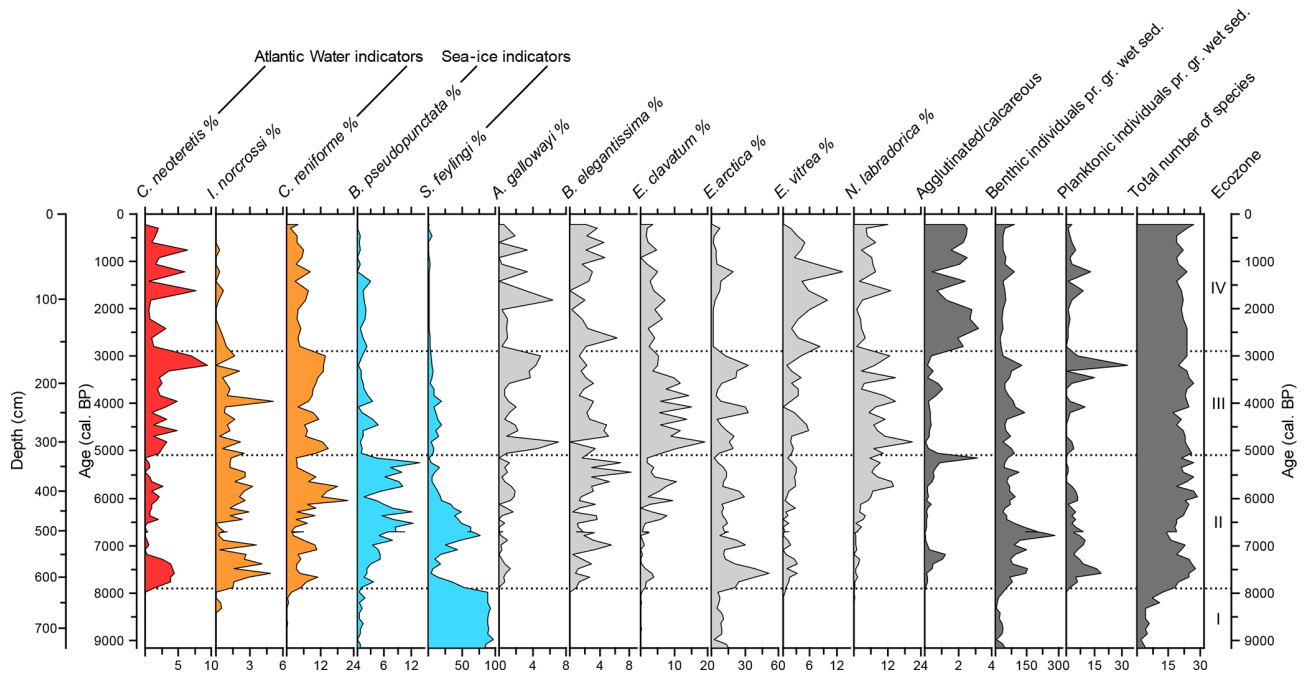 Atlantic Water indicators
Sea-ice indicators
C. neoteretis %
I. norcrossi %
C. reniforme %
B. pseudopunctata %
S. feylingi %
A. gallowayi %
B. elegantissima %
E. clavatum %
E.arctica %
E. vitrea %
N. labradorica %
Agglutinated/calcareous
Benthic individuals pr. gr. wet sed.
Planktonic individuals pr. gr. wet sed.
Total number of species
Ecozone
Depth (cm)
0
100
200
300
400
500
600
700
Age (cal. BP)
0
1000
2000
3000
4000
5000
6000
7000
8000
9000
IV
III
II
I
0
1000
2000
3000
4000
5000
6000
7000
8000
9000
Age (cal. BP)
5 10
3 6
12 24
6 12
50 100
4 8
4 8
10 20
30 60
6 12
12 24
2 4
150 300
15 30
15 30